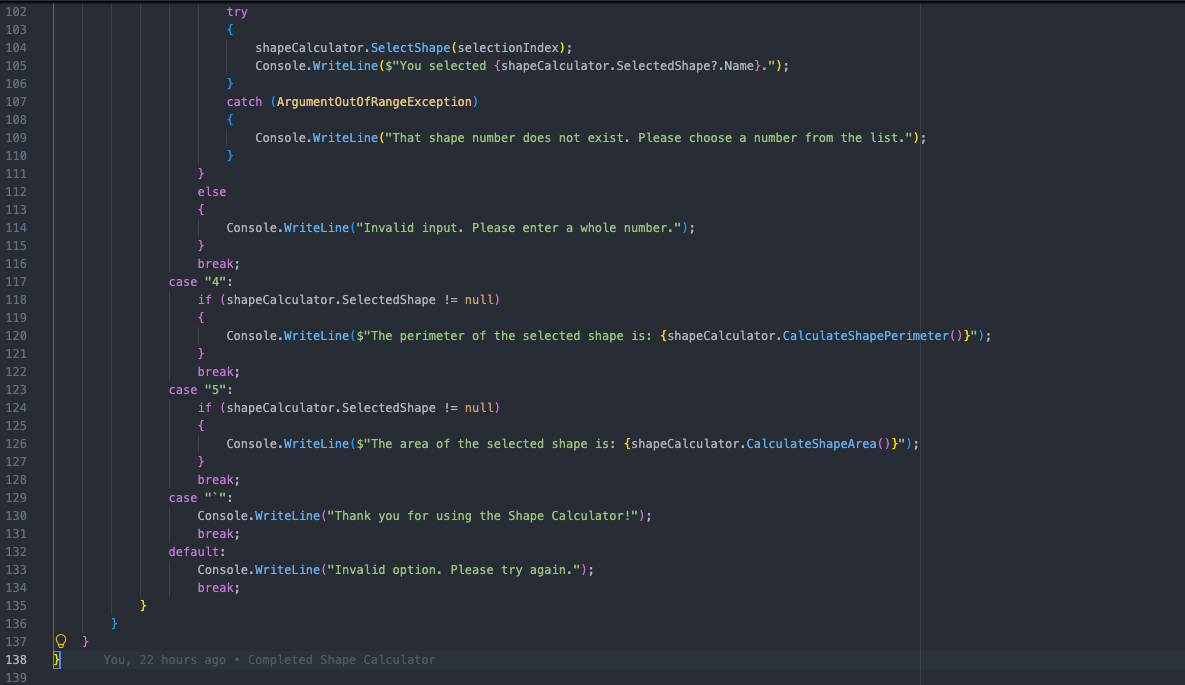 102 try
103 {
104 shapeCalculator.SelectShape(selectionIndex);
105 Console.WriteLine($"You selected {shapeCalculator.SelectedShape?.Name}.");
106 }
107 catch (ArgumentOutOfRangeException)
108 {
109 Console.WriteLine("That shape number does not exist. Please choose a number from the list.");
110 }
111 }
112 else
113 {
114 Console.WriteLine("Invalid input. Please enter a whole number.");
115 }
116 break;
117 case "4":
118 if (shapeCalculator.SelectedShape != null)
119 {
120 Console.WriteLine($"The perimeter of the selected shape is: {shapeCalculator.CalculateShapePerimeter()}");
121 }
122 break;
123 case "5":
124 if (shapeCalculator.SelectedShape != null)
125 {
126 Console.WriteLine($"The area of the selected shape is: {shapeCalculator.CalculateShapeArea()}");
127 }
128 break;
129 case "`":
130 Console.WriteLine("Thank you for using the Shape Calculator!");
131 break;
132 default:
133 Console.WriteLine("Invalid option. Please try again.");
134 break;
135 }
136 }
137 }
138 } You, 22 hours ago • Completed Shape Calculator
139